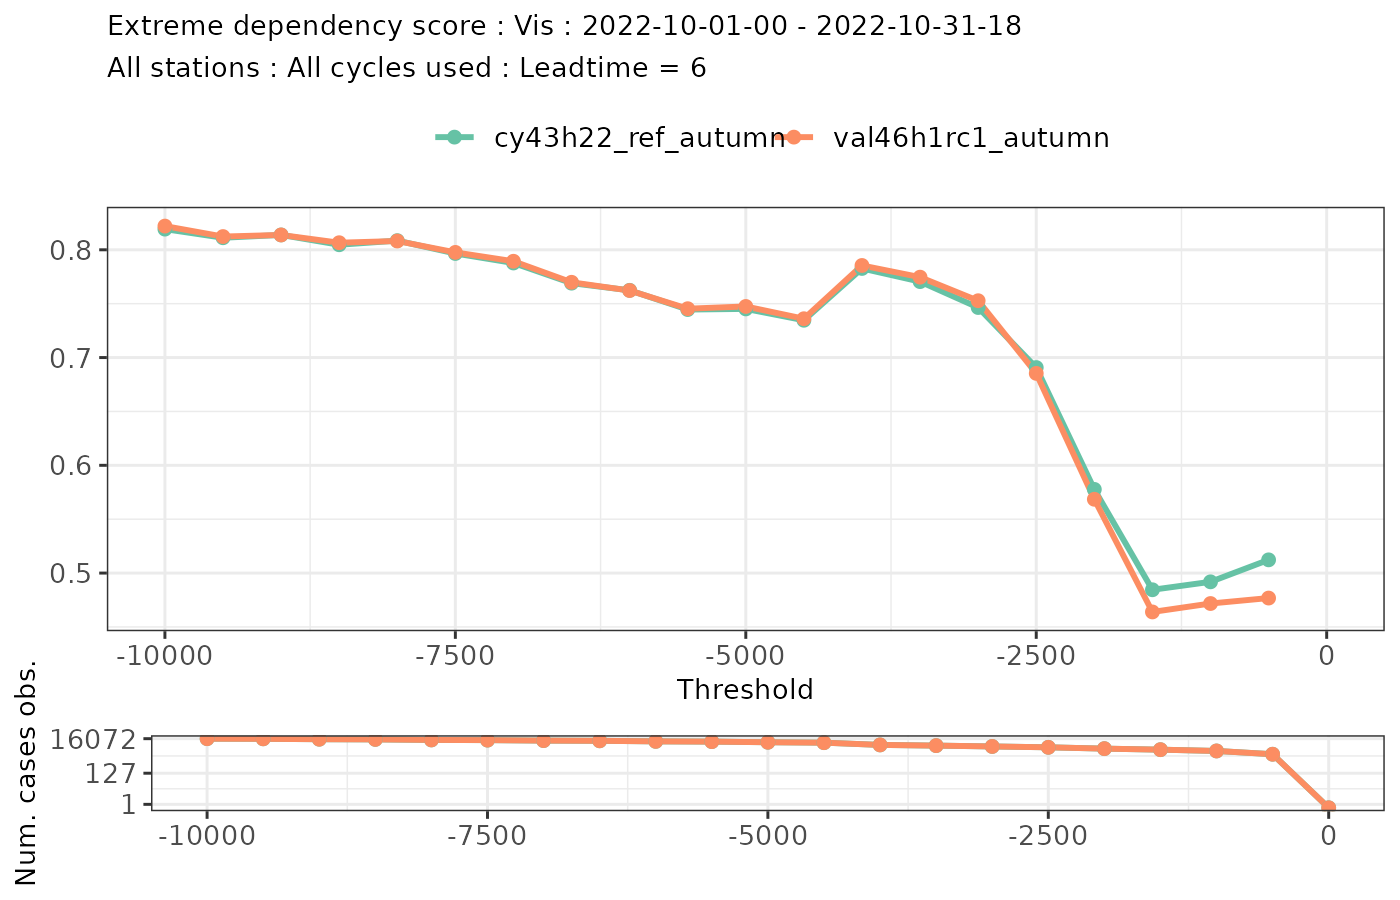 Extreme dependency score : Vis : 2022-10-01-00 - 2022-10-31-18
All stations : All cycles used : Leadtime = 6
cy43h22_ref_autumn val46h1rc1_autumn
0.8
0.7
0.6
0.5
-10000 -7500 -5000 -2500 0
Threshold
Num. cases obs.
16072
127
1
-10000 -7500 -5000 -2500 0